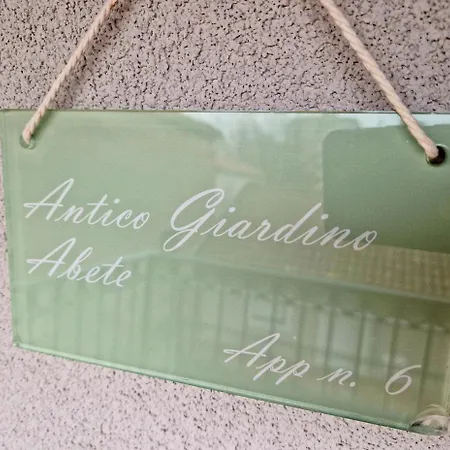 Antico Giardino
Abete
App n. 6